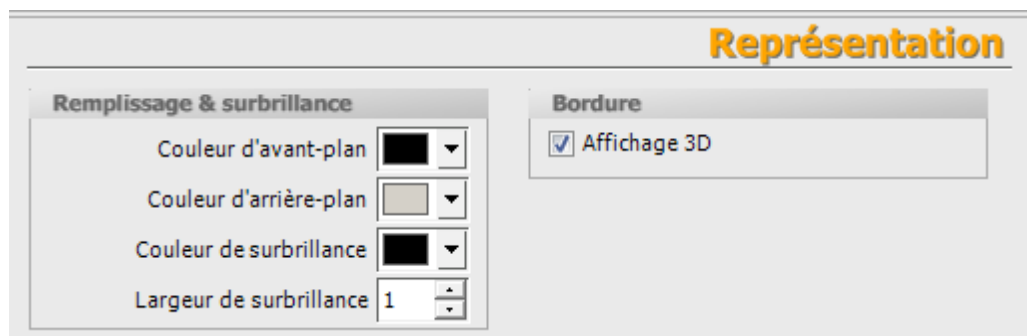 Représentation
Remplissage & surbrillance
Couleur d'avant-plan
Couleur d'arrière-plan
Couleur de surbrillance
Largeur de surbrillance 1
Bordure
Affichage 3D